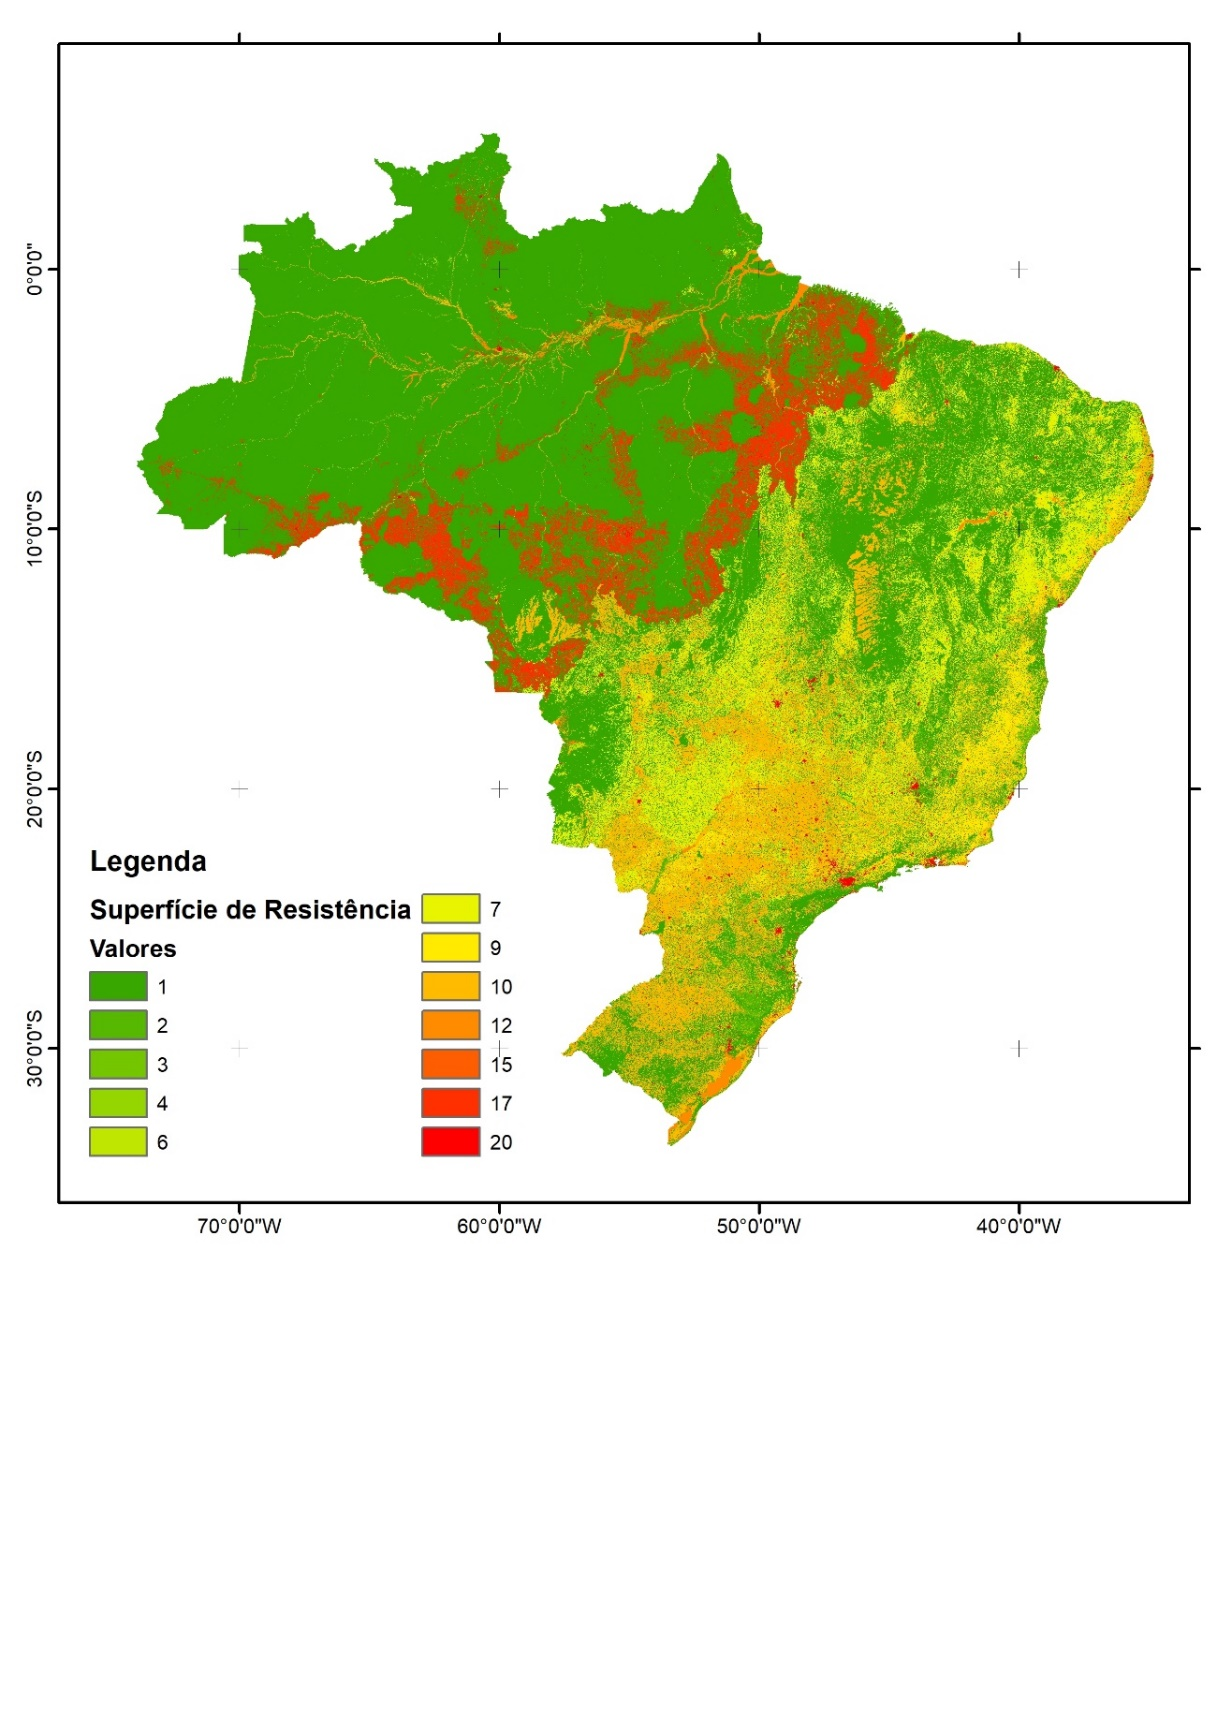 0°0'0"
10°0'0"S
20°0'0"S
30°0'0"S
Legenda
Superfície de Resistência
Valores
1
2
3
4
6
7
9
10
12
15
17
20
70°0'0"W
60°0'0"W
50°0'0"W
40°0'0"W